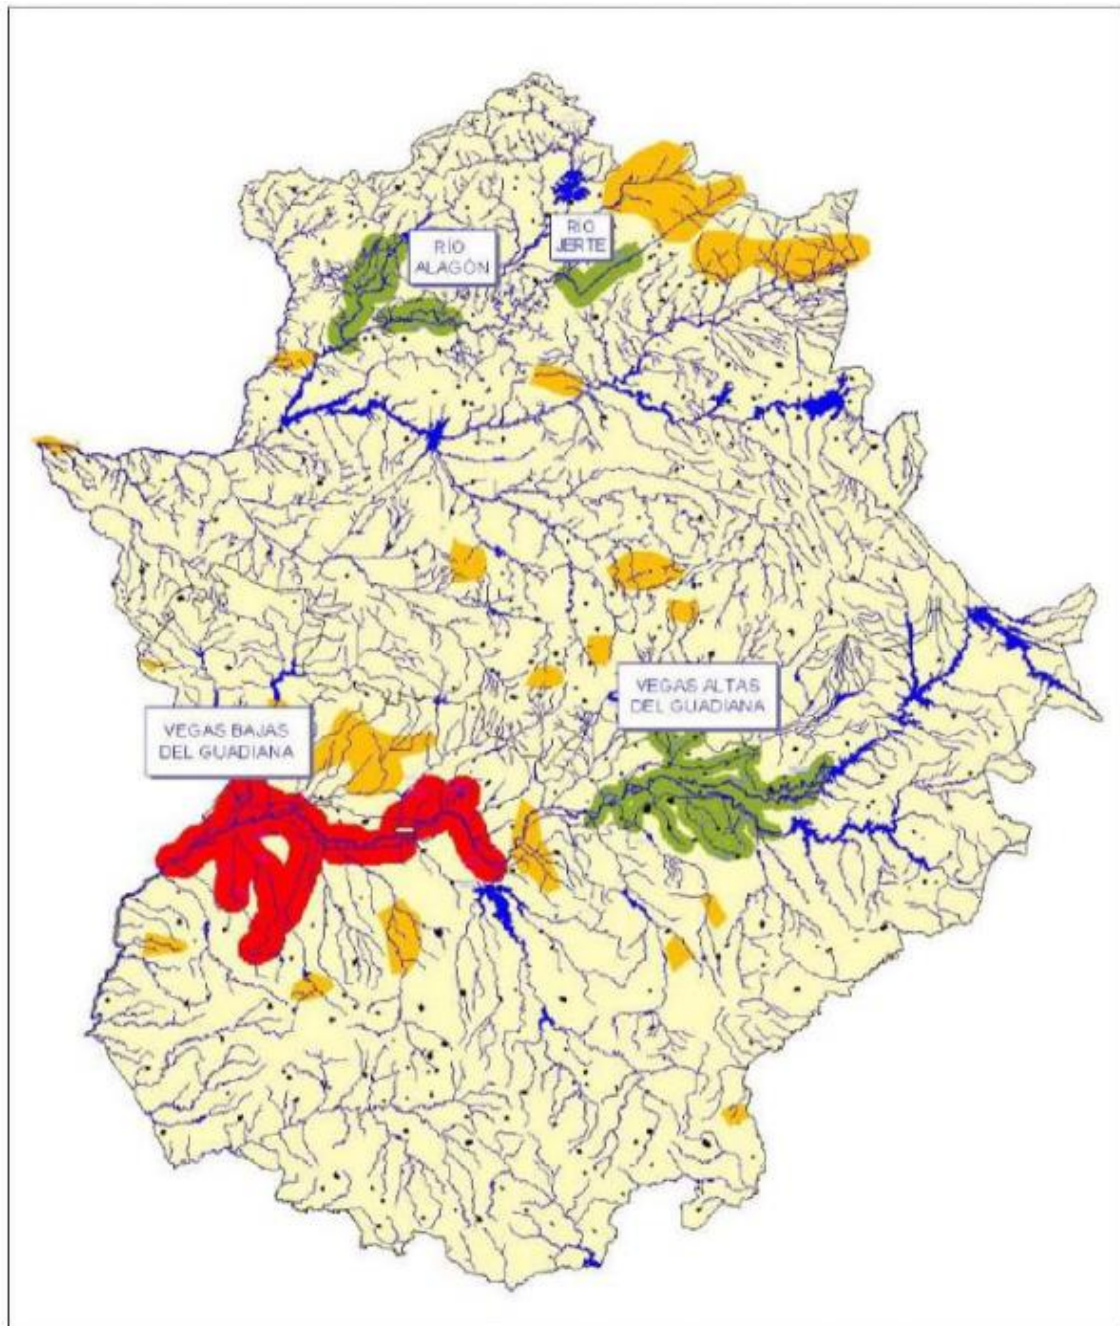 RÍO
JERTE
RÍO
ALAGÓN
VEGAS ALTAS
DEL GUADIANA
VEGAS BAJAS
DEL GUADIANA